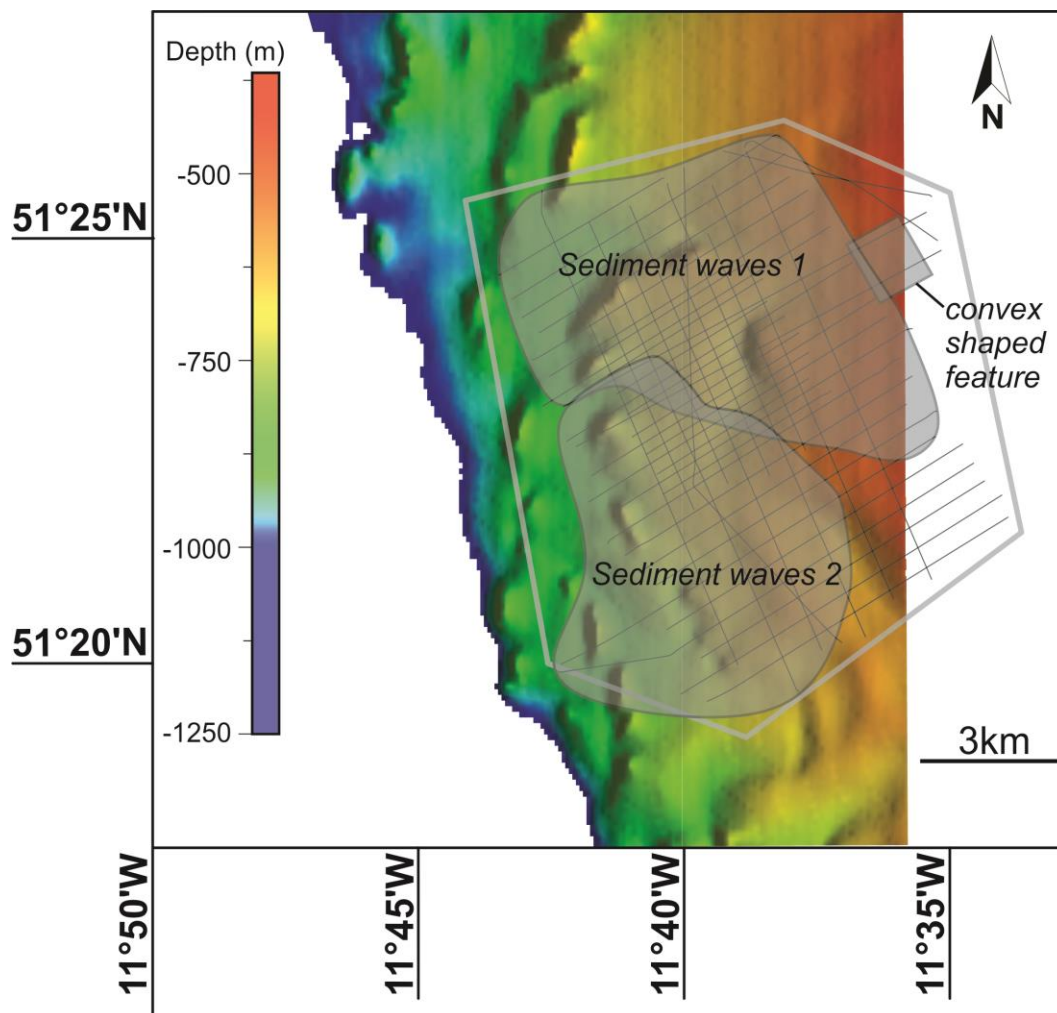 Depth (m)
-500
-750
-1000
-1250
51°25'N
51°20'N
N
Sediment waves 1
convex
shaped
feature
Sediment waves 2
3km
11°50'W
11°45'W
11°40'W
11°35'W